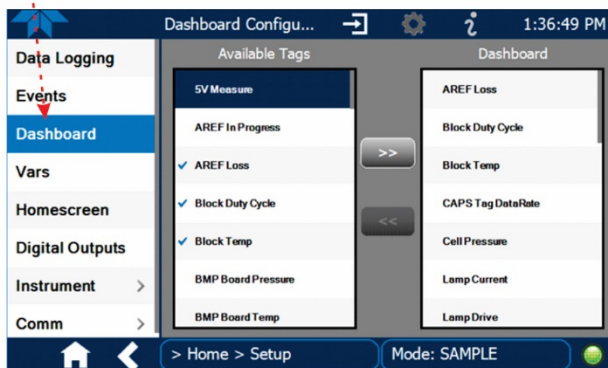 Dashboard Configu...
1:36:49 PM
Data Logging
Events
Dashboard
Vars
Homescreen
Digital Outputs
Instrument >
Comm >
Available Tags
5V Measure
AREF In Progress
AREF Loss
Block Duty Cycle
Block Temp
BMP Board Pressure
BMP Board Temp
>>
<<
Dashboard
AREF Loss
Block Duty Cycle
Block Temp
CAPS Tag DataRate
Cell Pressure
Lamp Current
Lamp Drive
> Home > Setup
Mode: SAMPLE